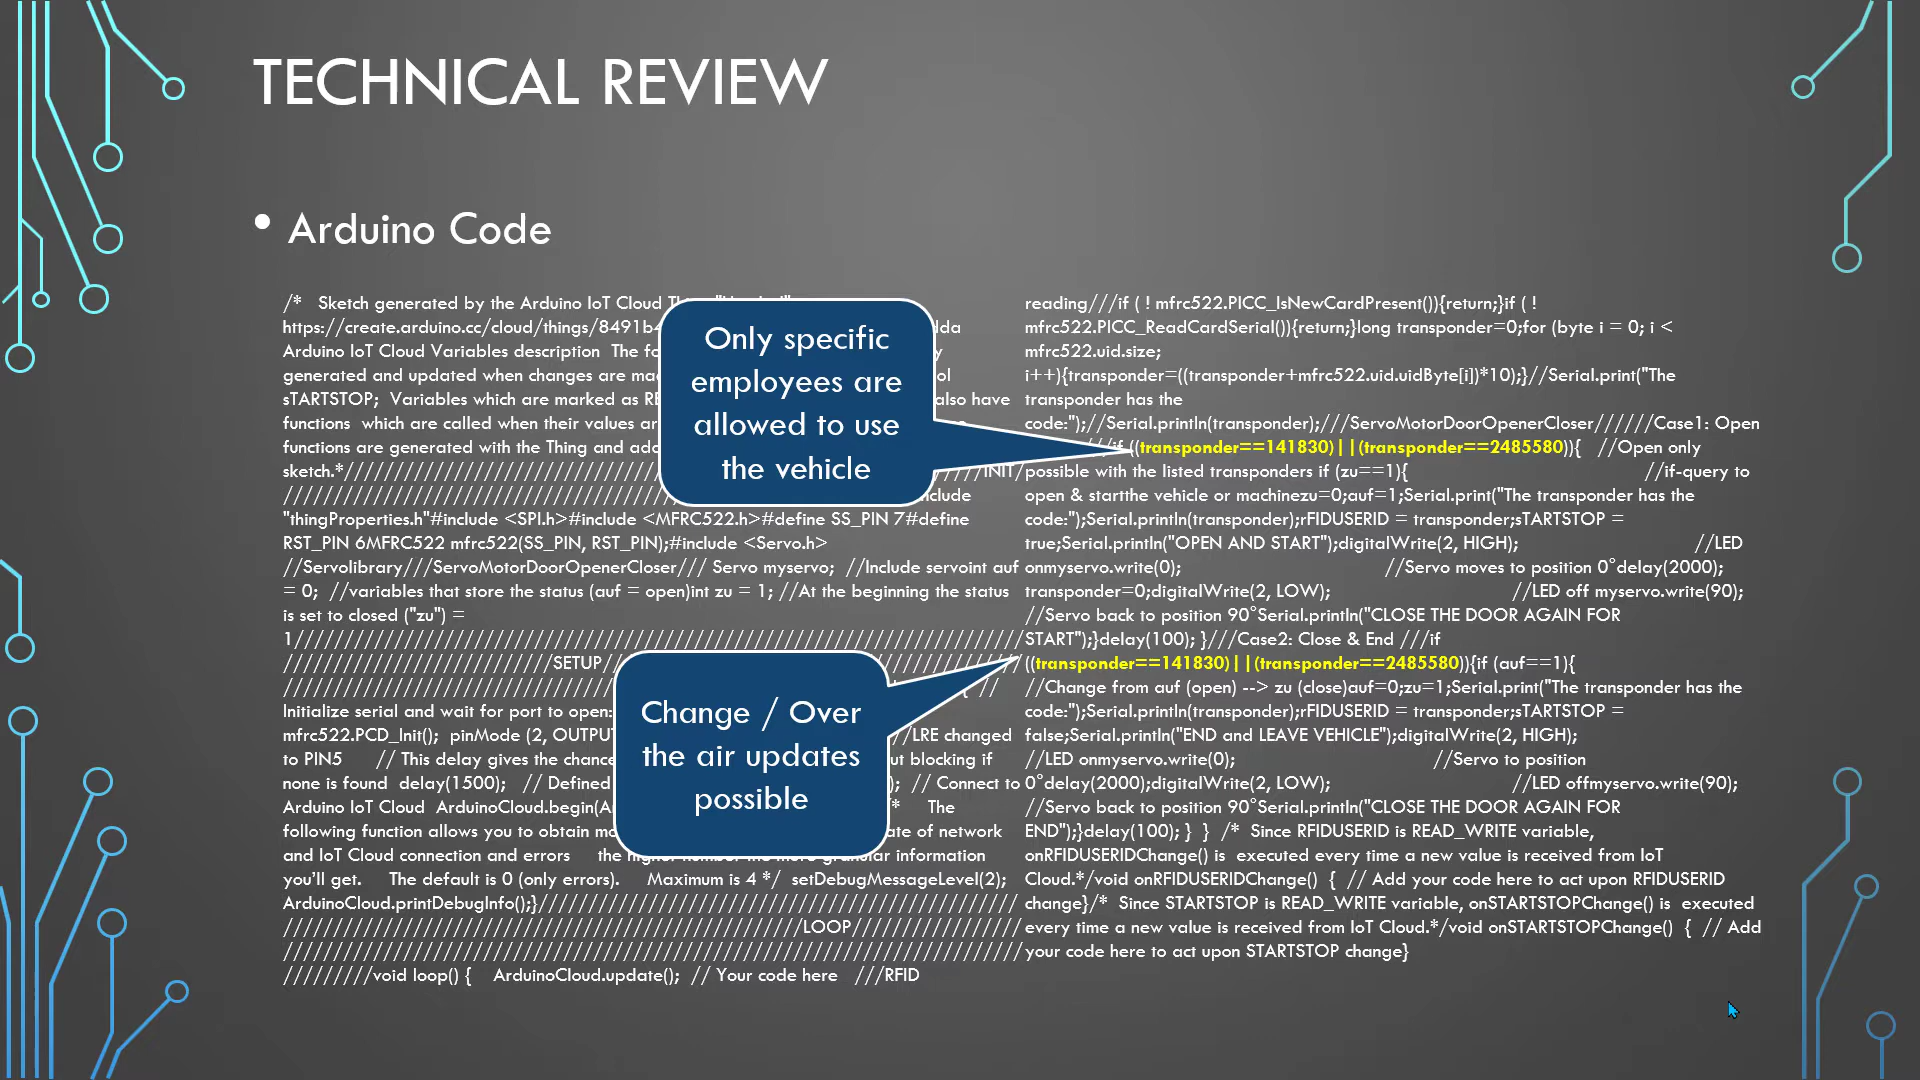 TECHNICAL REVIEW
• Arduino Code
/* Sketch generated by the Arduino IoT Cloud
https://create.arduino.cc/cloud/things/8491b
Arduino IoT Cloud Variables description The
generated and updated when changes are
sTARTSTOP; Variables which are marked as also have
functions which are called when their values
functions are generated with the Thing and
sketch.*/////////////////////////////////////////INIT/
////////////////////////////////////////
"thingProperties.h"#include <SPI.h>#include <MFRC522.h>#define SS_PIN 7#define
RST_PIN 6MFRC522 mfrc522(SS_PIN, RST_PIN);#include <Servo.h>
//Servolibrary///ServoMotorDoorOpenerCloser/// Servo myservo; //Include servoint auf
= 0; //variables that store the status (auf = open)int zu = 1; //At the beginning the status
is set to closed ("zu") =
1//////////////////////////////////////////////////////////////////////////
///////////////////////////SETUP//////////////////
//////////////////////////////////////// { //
Initialize serial and wait for port to open:
mfrc522.PCD_Init(); pinMode (2, //LRE changed
to PIN5 // This delay gives the blocking if
none is found delay(1500); // Defined ; // Connect to
Arduino IoT Cloud * The
following function allows you to obtain of network
and IoT Cloud connection and errors the information
you'll get. The default is 0 (only errors). Maximum is 4 */ setDebugMessageLevel(2);
ArduinoCloud.printDebugInfo();}////////////////////////////////////////////////
////////////////////////////////////////////////////LOOP/////////////////
//////////////////////////////////////////////////////////////////////////
/////////void loop() { ArduinoCloud.update(); // Your code here ///RFID
Only specific
employees are
allowed to use
the vehicle
Change / Over
the air updates
possible
reading///if ( ! mfrc522.PICC_IsNewCardPresent()){return;}if ( !
mfrc522.PICC_ReadCardSerial()){return;}long transponder=0;for (byte i = 0; i <
mfrc522.uid.size;
i++){transponder=((transponder+mfrc522.uid.uidByte[i])*10);}//Serial.print("The
transponder has the
code:");//Serial.println(transponder);///ServoMotorDoorOpenerCloser//////Case1: Open
((transponder==141830)||(transponder==2485580)){ //Open only
possible with the listed transponders if (zu==1){ //if-query to
open & startthe vehicle or machinezu=0;auf=1;Serial.print("The transponder has the
code:");Serial.println(transponder);rFIDUSERID = transponder;sTARTSTOP =
true;Serial.println("OPEN AND START");digitalWrite(2, HIGH); //LED
onmyservo.write(0); //Servo moves to position 0°delay(2000);
transponder=0;digitalWrite(2, LOW); //LED off myservo.write(90);
//Servo back to position 90°Serial.println("CLOSE THE DOOR AGAIN FOR
START");}delay(100); }///Case2: Close & End ///if
((transponder==141830)||(transponder==2485580)){if (auf==1){
//Change from auf (open) --> zu (close)auf=0;zu=1;Serial.print("The transponder has the
code:");Serial.println(transponder);rFIDUSERID = transponder;sTARTSTOP =
false;Serial.println("END and LEAVE VEHICLE");digitalWrite(2, HIGH);
//LED onmyservo.write(0); //Servo to position
0°delay(2000);digitalWrite(2, LOW); //LED offmyservo.write(90);
//Servo back to position 90°Serial.println("CLOSE THE DOOR AGAIN FOR
END");}delay(100); } } /* Since RFIDUSERID is READ_WRITE variable,
onRFIDUSERIDChange() is executed every time a new value is received from IoT
Cloud.*/void onRFIDUSERIDChange() { // Add your code here to act upon RFIDUSERID
change}/* Since STARTSTOP is READ_WRITE variable, onSTARTSTOPChange() is executed
every time a new value is received from IoT Cloud.*/void onSTARTSTOPChange() { // Add
your code here to act upon STARTSTOP change}